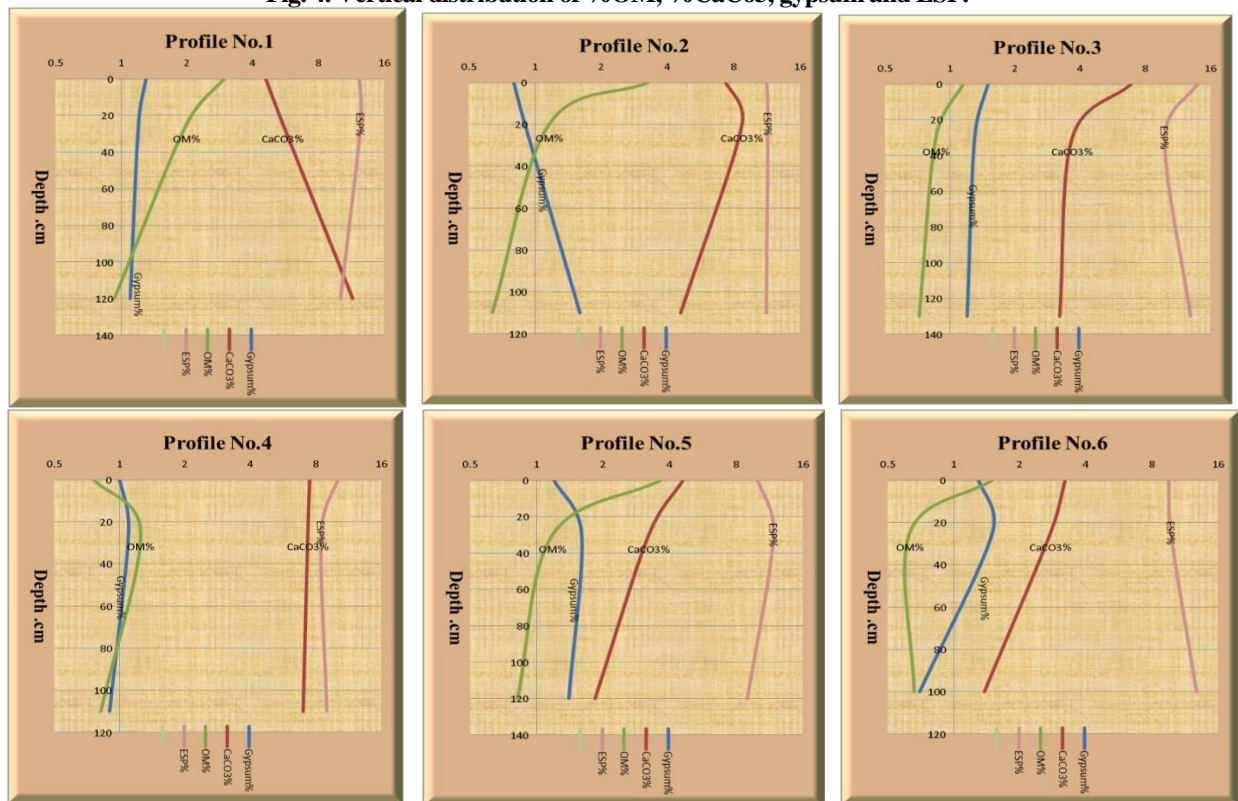 Fig. 4. Vertical distribution of %OM, %CaCo3, gypsum and ESP.
Profile No.1
0.5 1 2 4 8 16
0
20
40
60
80
100
120
140
Depth .cm
OM%
CaCO3%
ESP%
Gypsum%
ESP%
OM%
CaCO3%
Gypsum%
Profile No.2
0.5 1 2 4 8 16
0
20
40
60
80
100
120
Depth .cm
OM%
CaCO3%
ESP%
Gypsum%
ESP%
OM%
CaCO3%
Gypsum%
Profile No.3
0.5 1 2 4 8 16
0
20
40
60
80
100
120
140
Depth .cm
OM%
CaCO3%
ESP%
Gypsum%
ESP%
OM%
CaCO3%
Gypsum%
Profile No.4
0.5 1 2 4 8 16
0
20
40
60
80
100
120
Depth .cm
OM%
CaCO3%
ESP%
Gypsum%
ESP%
OM%
CaCO3%
Gypsum%
Profile No.5
0.5 1 2 4 8 16
0
20
40
60
80
100
120
140
Depth .cm
OM%
CaCO3%
ESP%
Gypsum%
ESP%
OM%
CaCO3%
Gypsum%
Profile No.6
0.5 1 2 4 8 16
0
20
40
60
80
100
120
Depth .cm
OM%
CaCO3%
ESP%
Gypsum%
ESP%
OM%
CaCO3%
Gypsum%